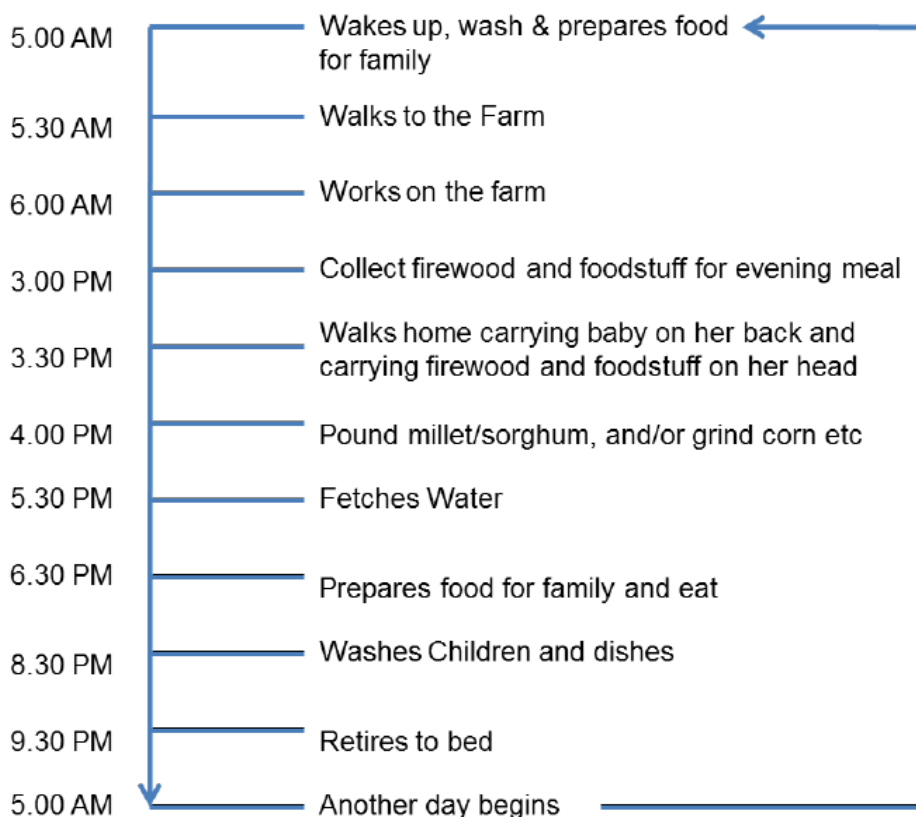 5.00 AM Wakes up, wash & prepares food
for family
5.30 AM Walks to the Farm
6.00 AM Works on the farm
3.00 PM Collect firewood and foodstuff for evening meal
3.30 PM Walks home carrying baby on her back and
carrying firewood and foodstuff on her head
4.00 PM Pound millet/sorghum, and/or grind corn etc
5.30 PM Fetches Water
6.30 PM Prepares food for family and eat
8.30 PM Washes Children and dishes
9.30 PM Retires to bed
5.00 AM Another day begins